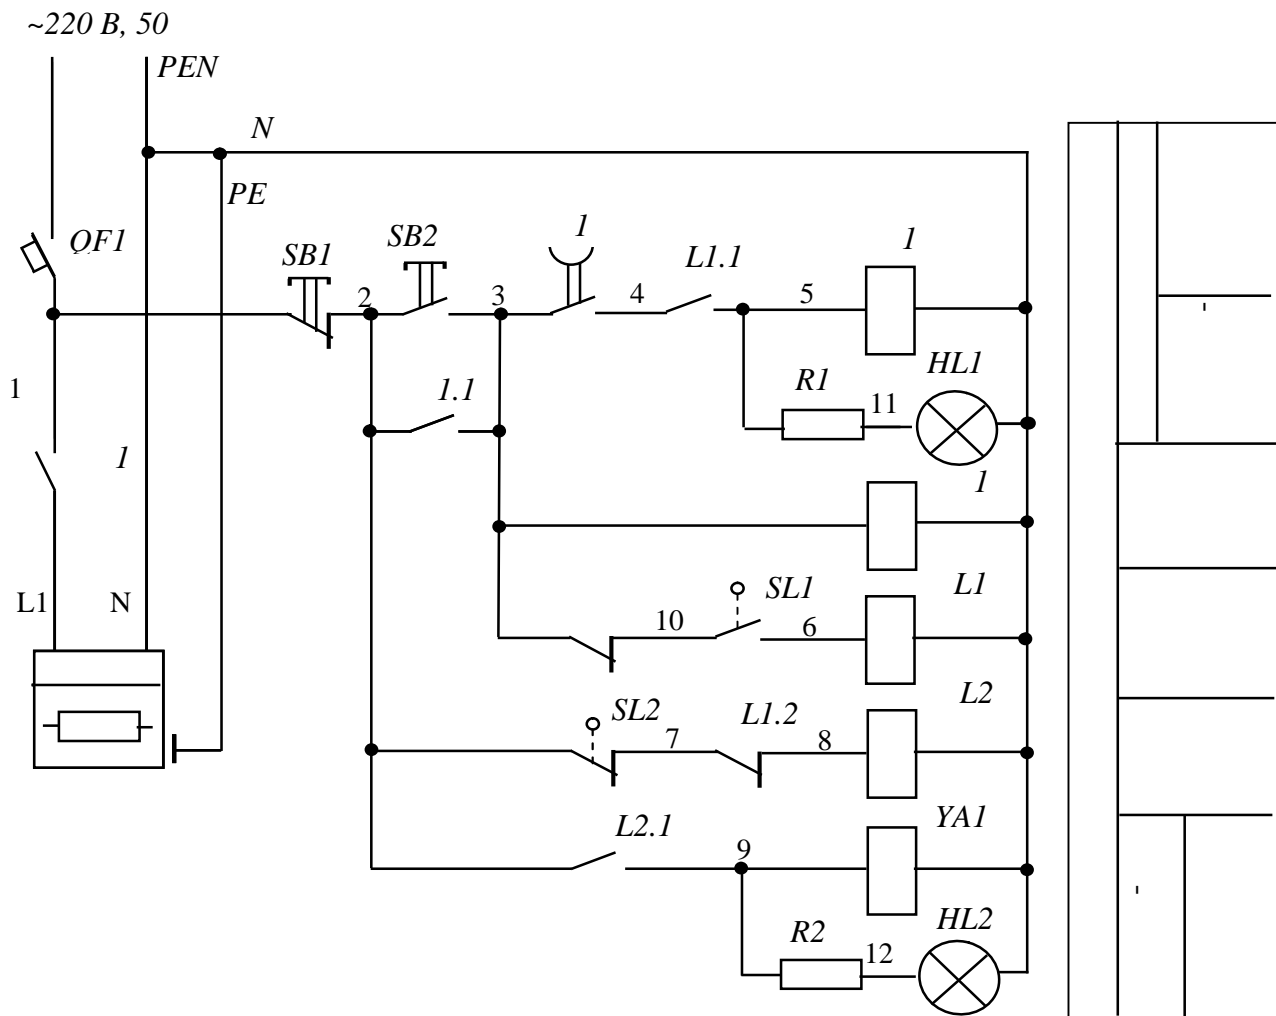 ~220 В, 50
PEN
N
PE
QF1
SB1
SB2
1
L1.1
1
2
3
4
5
HL1
R1
11
1
1.1
1
1
L1
N
SL1
L1
10
6
SL2
L1.2
L2
7
8
L2.1
YA1
9
R2
12
HL2